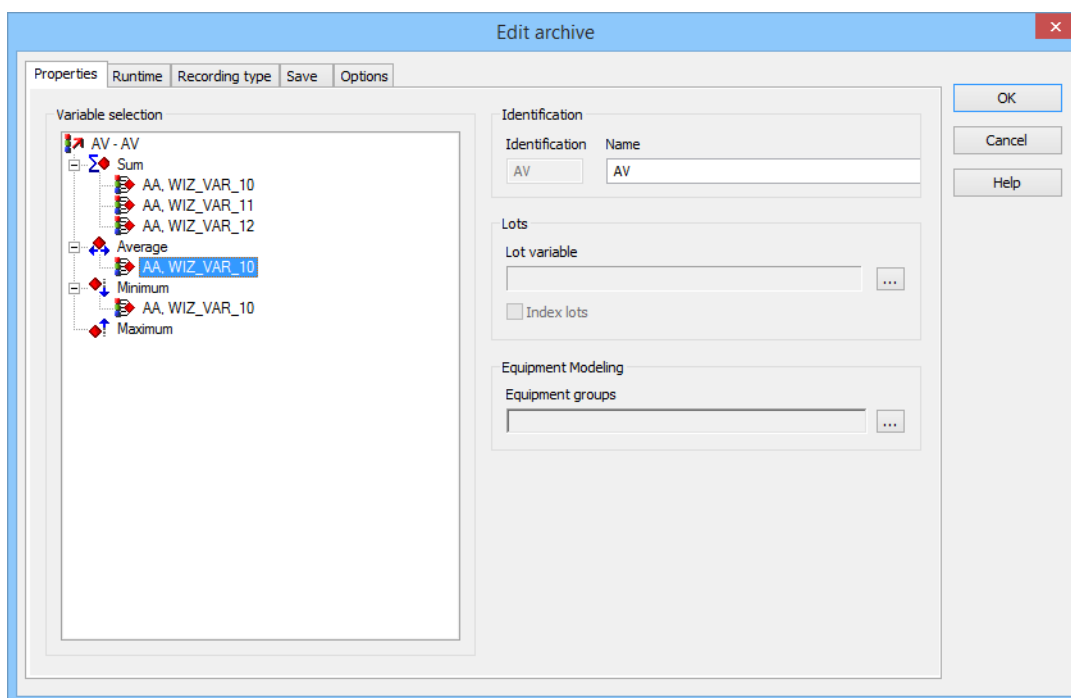 Edit archive
Properties Runtime Recording type Save Options
Variable selection
AV - AV
Sum
AA, WIZ_VAR_10
AA, WIZ_VAR_11
AA, WIZ_VAR_12
Average
AA, WIZ_VAR_10
Minimum
AA, WIZ_VAR_10
Maximum
Identification
Identification Name
AV AV
Lots
Lot variable
...
Index lots
Equipment Modeling
Equipment groups
...
OK
Cancel
Help